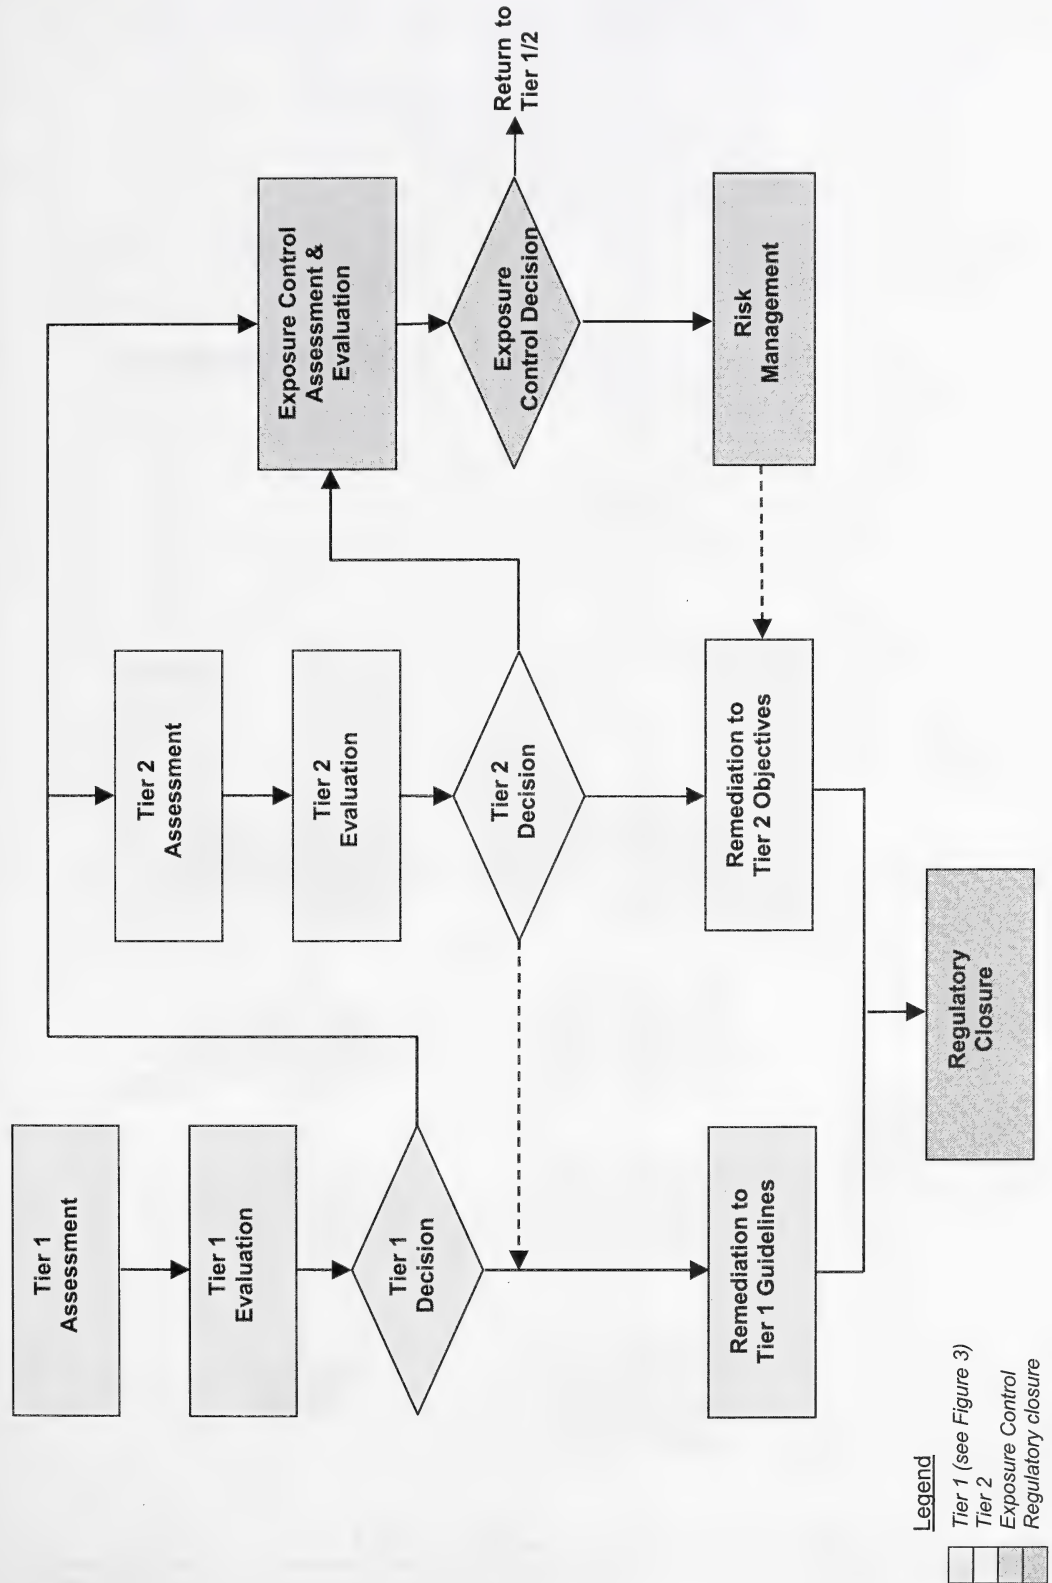 Tier 1
Assessment
Tier 1
Evaluation
Tier 1
Decision
Remediation to
Tier 1 Guidelines
Tier 2
Assessment
Tier 2
Evaluation
Tier 2
Decision
Remediation to
Tier 2 Objectives
Exposure Control
Assessment &
Evaluation
Exposure
Control Decision
Return to
Tier 1/2
Risk
Management
Regulatory
Closure
Legend
Tier 1 (see Figure 3)
Tier 2
Exposure Control
Regulatory closure